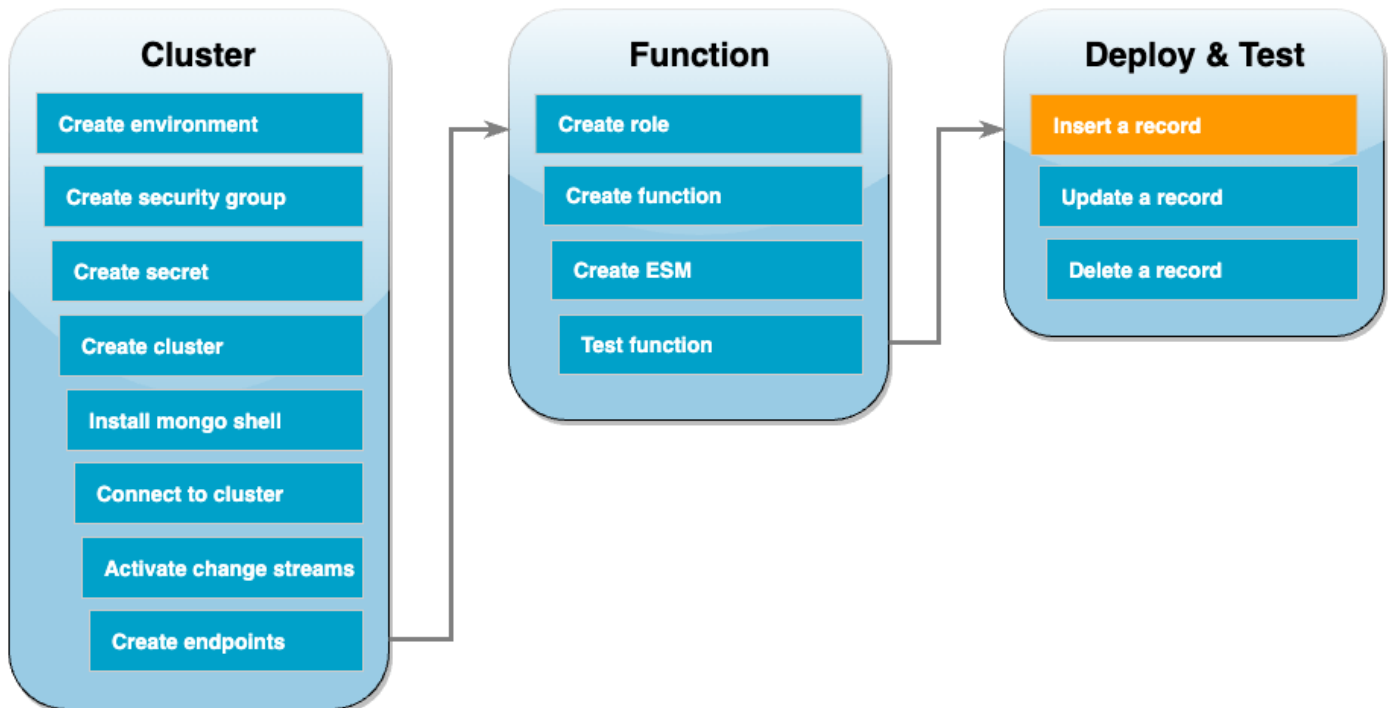 Cluster
Create environment
Create security group
Create secret
Create cluster
Install mongo shell
Connect to cluster
Activate change streams
Create endpoints
Function
Create role
Create function
Create ESM
Test function
Deploy & Test
Insert a record
Update a record
Delete a record